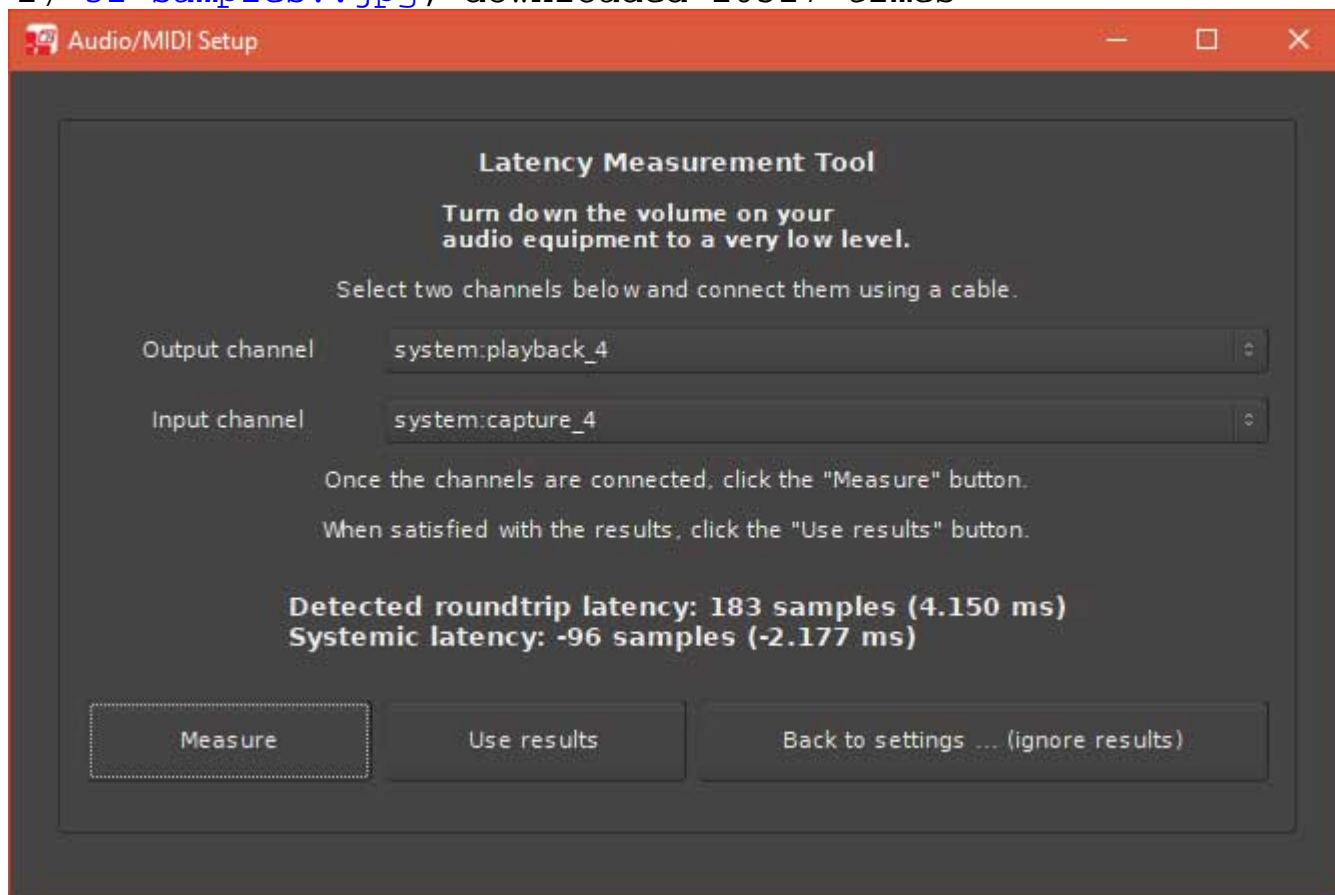 Audio/MIDI Setup
Latency Measurement Tool
Turn down the volume on your
audio equipment to a very low level.
Select two channels below and connect them using a cable.
Output channel system:playback_4
Input channel system:capture_4
Once the channels are connected, click the "Measure" button.
When satisfied with the results, click the "Use results" button.
Detected roundtrip latency: 183 samples (4.150 ms)
Systemic latency: -96 samples (-2.177 ms)
Measure Use results Back to settings ... (ignore results)